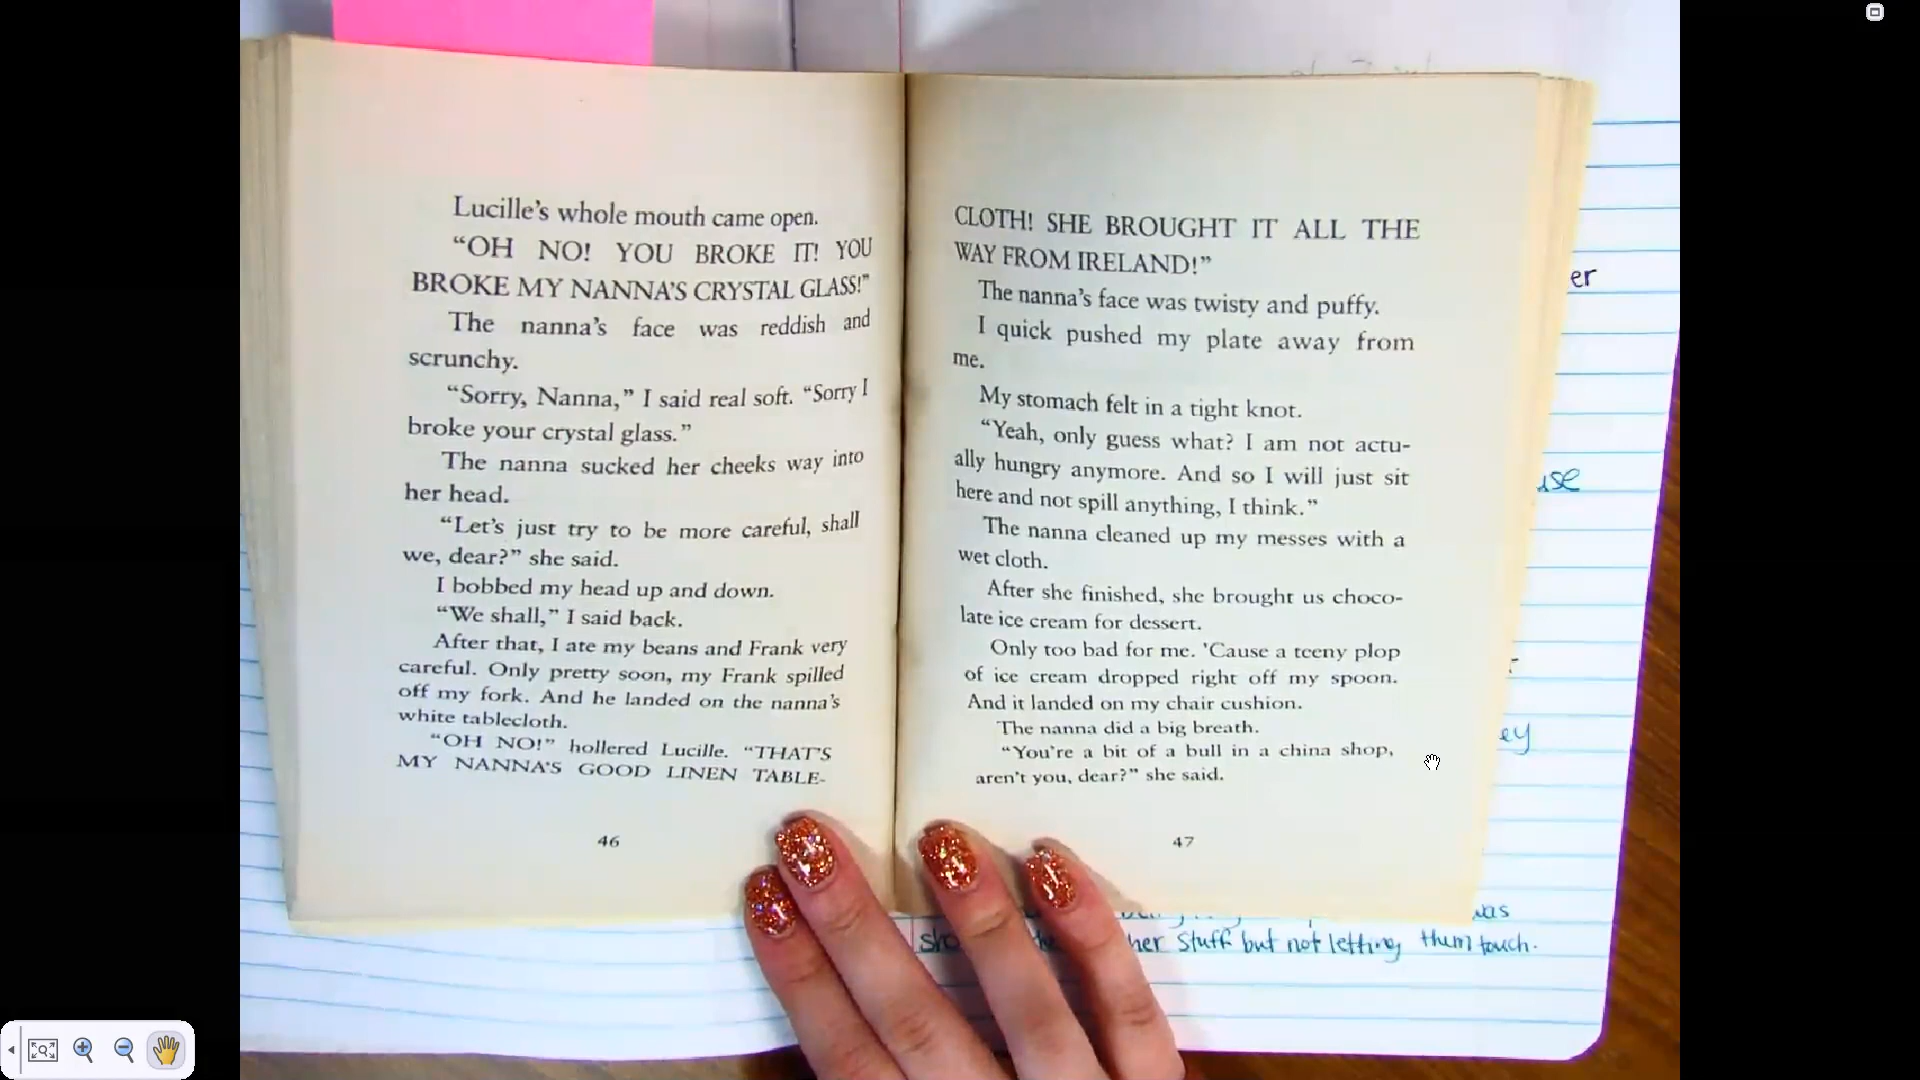 Lucille's whole mouth came open.
"OH NO! YOU BROKE IT! YOU
BROKE MY NANNA'S CRYSTAL GLASS!"
The nanna's face was reddish and
scrunchy.
"Sorry, Nanna," I said real soft. "Sorry I
broke your crystal glass."
The nanna sucked her cheeks way into
her head.
"Let's just try to be more careful, shall
we, dear?" she said.
I bobbed my head up and down.
"We shall," I said back.
After that, I ate my beans and Frank very
careful. Only pretty soon, my Frank spilled
off my fork. And he landed on the nanna's
white tablecloth.
"OH NO!" hollered Lucille. "THAT'S
MY NANNA'S GOOD LINEN TABLE-
46
CLOTH! SHE BROUGHT IT ALL THE
WAY FROM IRELAND!"
The nanna's face was twisty and puffy.
I quick pushed my plate away from
me.
My stomach felt in a tight knot.
"Yeah, only guess what? I am not actu-
ally hungry anymore. And so I will just sit
here and not spill anything, I think."
The nanna cleaned up my messes with a
wet cloth.
After she finished, she brought us choco-
late ice cream for dessert.
Only too bad for me. 'Cause a teeny plop
of ice cream dropped right off my spoon.
And it landed on my chair cushion.
The nanna did a big breath.
"You're a bit of a bull in a china shop,
aren't you, dear?" she said.
47
er
use
ey
was
her stuff but not letting them touch.